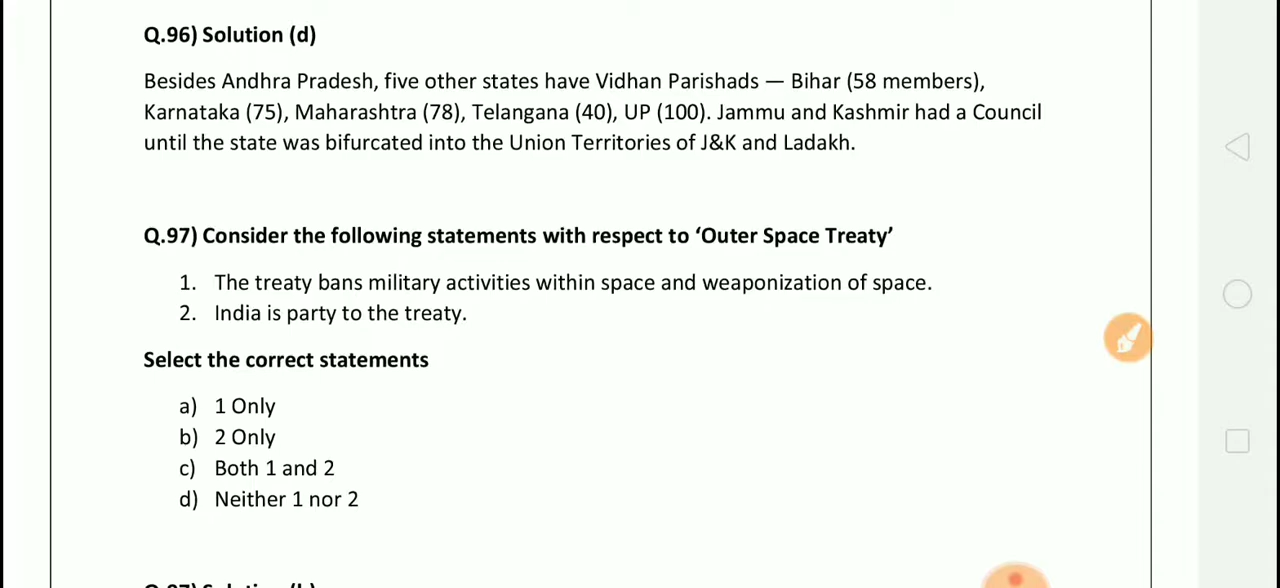 Q.96) Solution (d)
Besides Andhra Pradesh, five other states have Vidhan Parishads — Bihar (58 members),
Karnataka (75), Maharashtra (78), Telangana (40), UP (100). Jammu and Kashmir had a Council
until the state was bifurcated into the Union Territories of J&K and Ladakh.
Q.97) Consider the following statements with respect to ‘Outer Space Treaty’
1. The treaty bans military activities within space and weaponization of space.
2. India is party to the treaty.
Select the correct statements
a) 1 Only
b) 2 Only
c) Both 1 and 2
d) Neither 1 nor 2